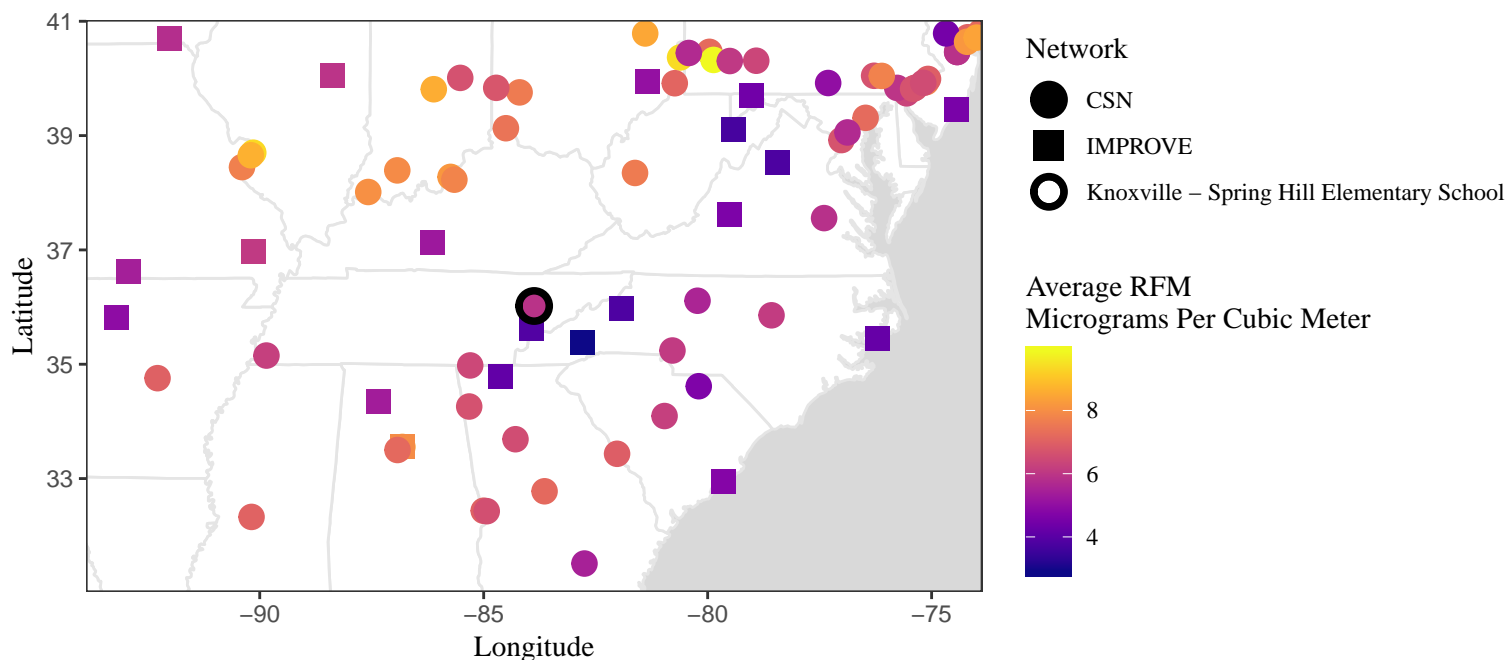 41
39
37
35
33
Latitude
−90
−85
−80
−75
Longitude
Network
CSN
IMPROVE
Knoxville − Spring Hill Elementary School
Average RFM
Micrograms Per Cubic Meter
8
6
4